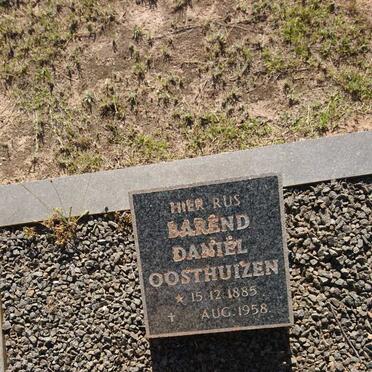 HIER RUS
BAREND
DANIËL
OOSTHUIZEN
* 15.12.1885
† AUG. 1958